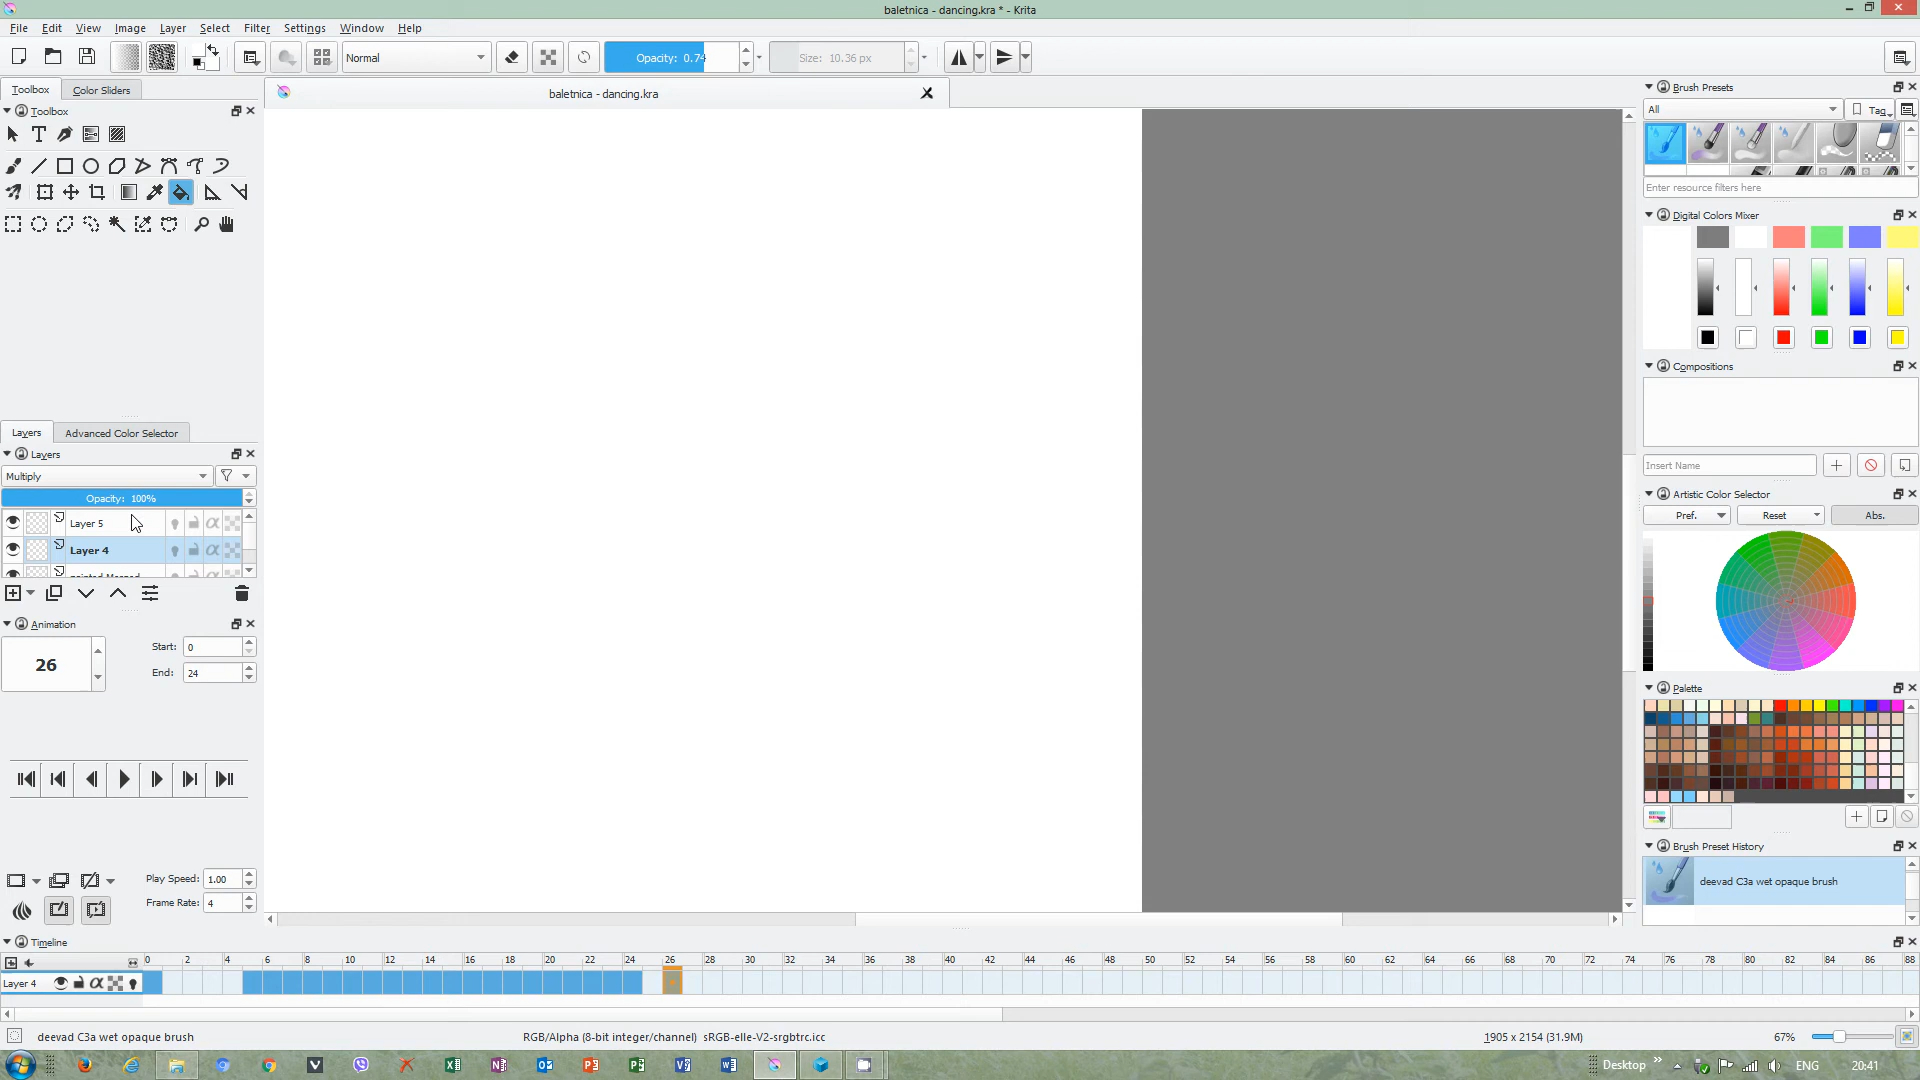 baletnica - dancing.kra * - Krita
File Edit View Image Layer Select Filter Settings Window Help
Normal Opacity: 0.74 Size: 10.36 px
Toolbox Color Sliders
baletnica - dancing.kra
Toolbox
Brush Presets
All Tag
Enter resource filters here
Digital Colors Mixer
Compositions
Insert Name
Layers Advanced Color Selector
Layers
Multiply
Opacity: 100%
Layer 5
Layer 4
painted Merged
Artistic Color Selector
Pref. Reset Abs.
Animation
26
Start: 0
End: 24
Palette
Play Speed: 1.00
Frame Rate: 4
Brush Preset History
deevad C3a wet opaque brush
Timeline
0 2 4 6 8 10 12 14 16 18 20 22 24 26 28 30 32 34 36 38 40 42 44 46 48 50 52 54 56 58 60 62 64 66 68 70 72 74 76 78 80 82 84 86 88
Layer 4
deevad C3a wet opaque brush
RGB/Alpha (8-bit integer/channel) sRGB-elle-V2-srgbtrc.icc
1905 x 2154 (31.9M)
67%
Desktop » ENG 20:41